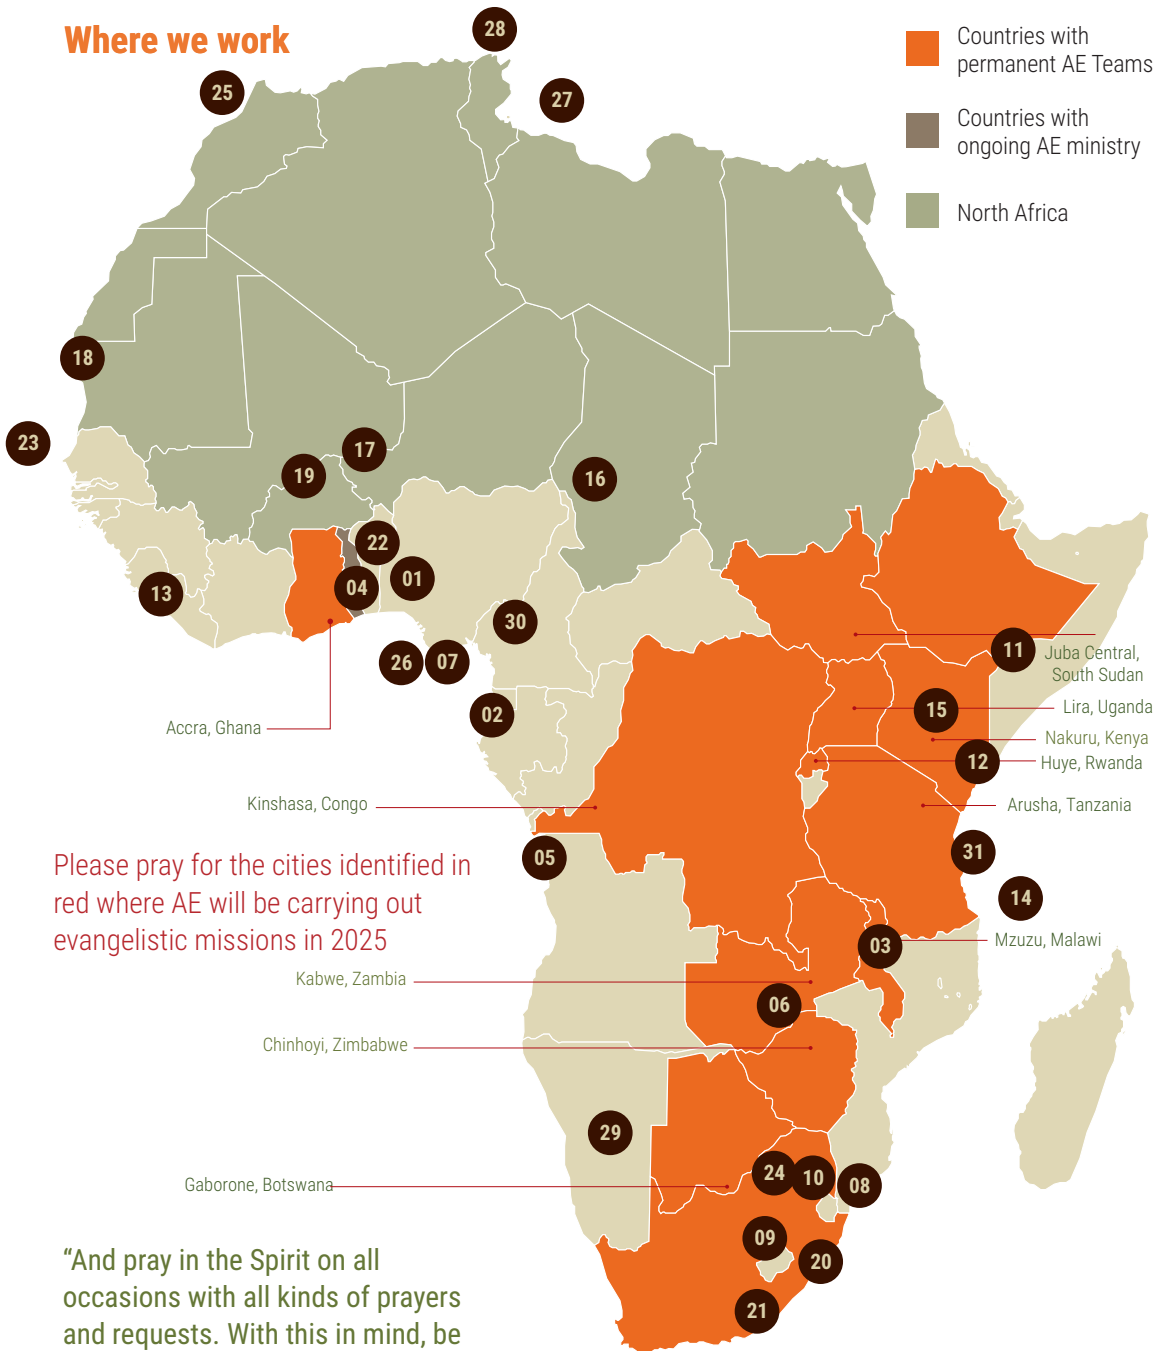 Where we work
Countries with
permanent AE Teams
Countries with
ongoing AE ministry
North Africa
28
25
27
18
23
17
19
16
22
01
04
13
30
26
07
02
11
Juba Central,
South Sudan
15
Lira, Uganda
Accra, Ghana
Nakuru, Kenya
12
Huye, Rwanda
Kinshasa, Congo
Arusha, Tanzania
05
31
14
Please pray for the cities identified in
red where AE will be carrying out
evangelistic missions in 2025
03
Mzuzu, Malawi
Kabwe, Zambia
06
Chinhoyi, Zimbabwe
29
24
10
08
Gaborone, Botswana
09
20
21
“And pray in the Spirit on all
occasions with all kinds of prayers
and requests. With this in mind, be